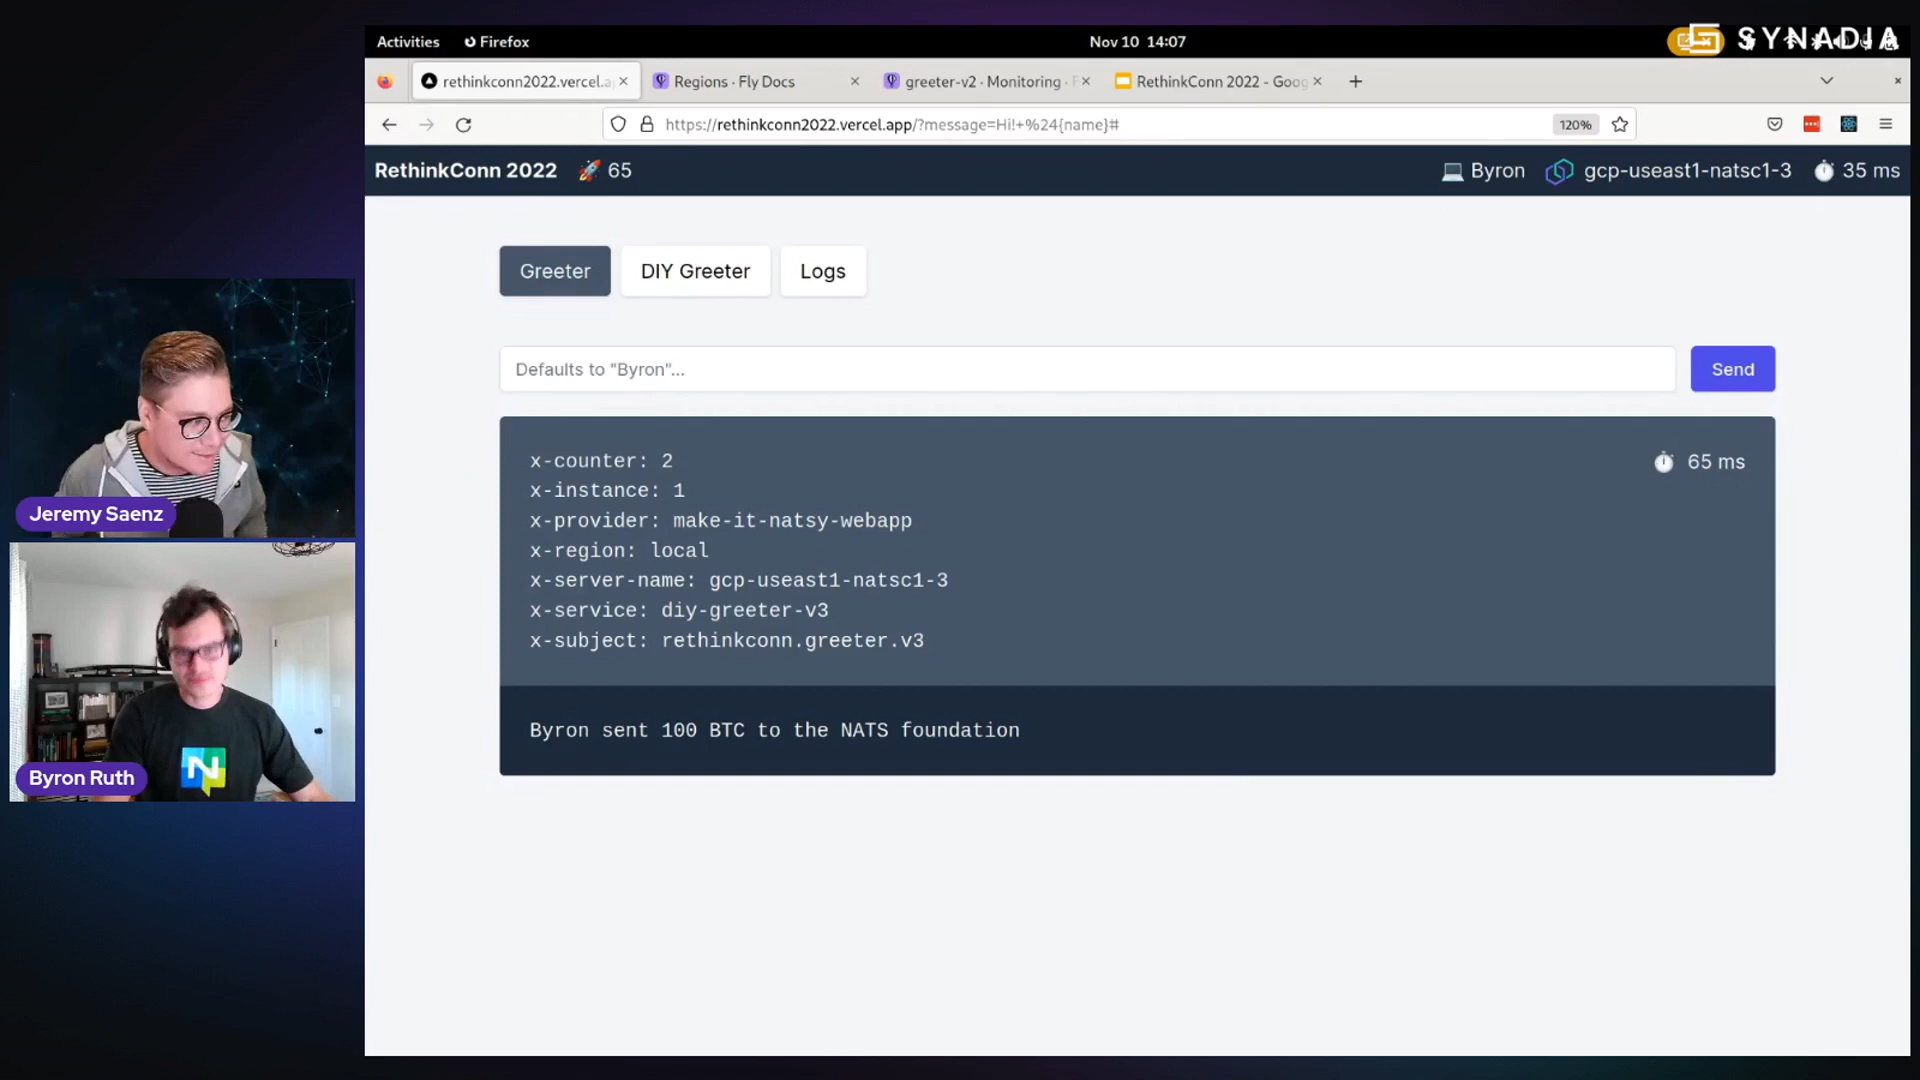 Activities
Firefox
Nov 10 14:07
SYNADIA
rethinkconn2022.vercel.a
Regions · Fly Docs
greeter-v2 · Monitoring · F
RethinkConn 2022 - Goog
https://rethinkconn2022.vercel.app/?message=Hi!+%24{name}#
120%
RethinkConn 2022
65
Byron
gcp-useast1-natsc1-3
35 ms
Greeter
DIY Greeter
Logs
Defaults to "Byron"...
Send
x-counter: 2
65 ms
x-instance: 1
x-provider: make-it-natsy-webapp
x-region: local
x-server-name: gcp-useast1-natsc1-3
x-service: diy-greeter-v3
x-subject: rethinkconn.greeter.v3
Byron sent 100 BTC to the NATS foundation
Jeremy Saenz
N
Byron Ruth